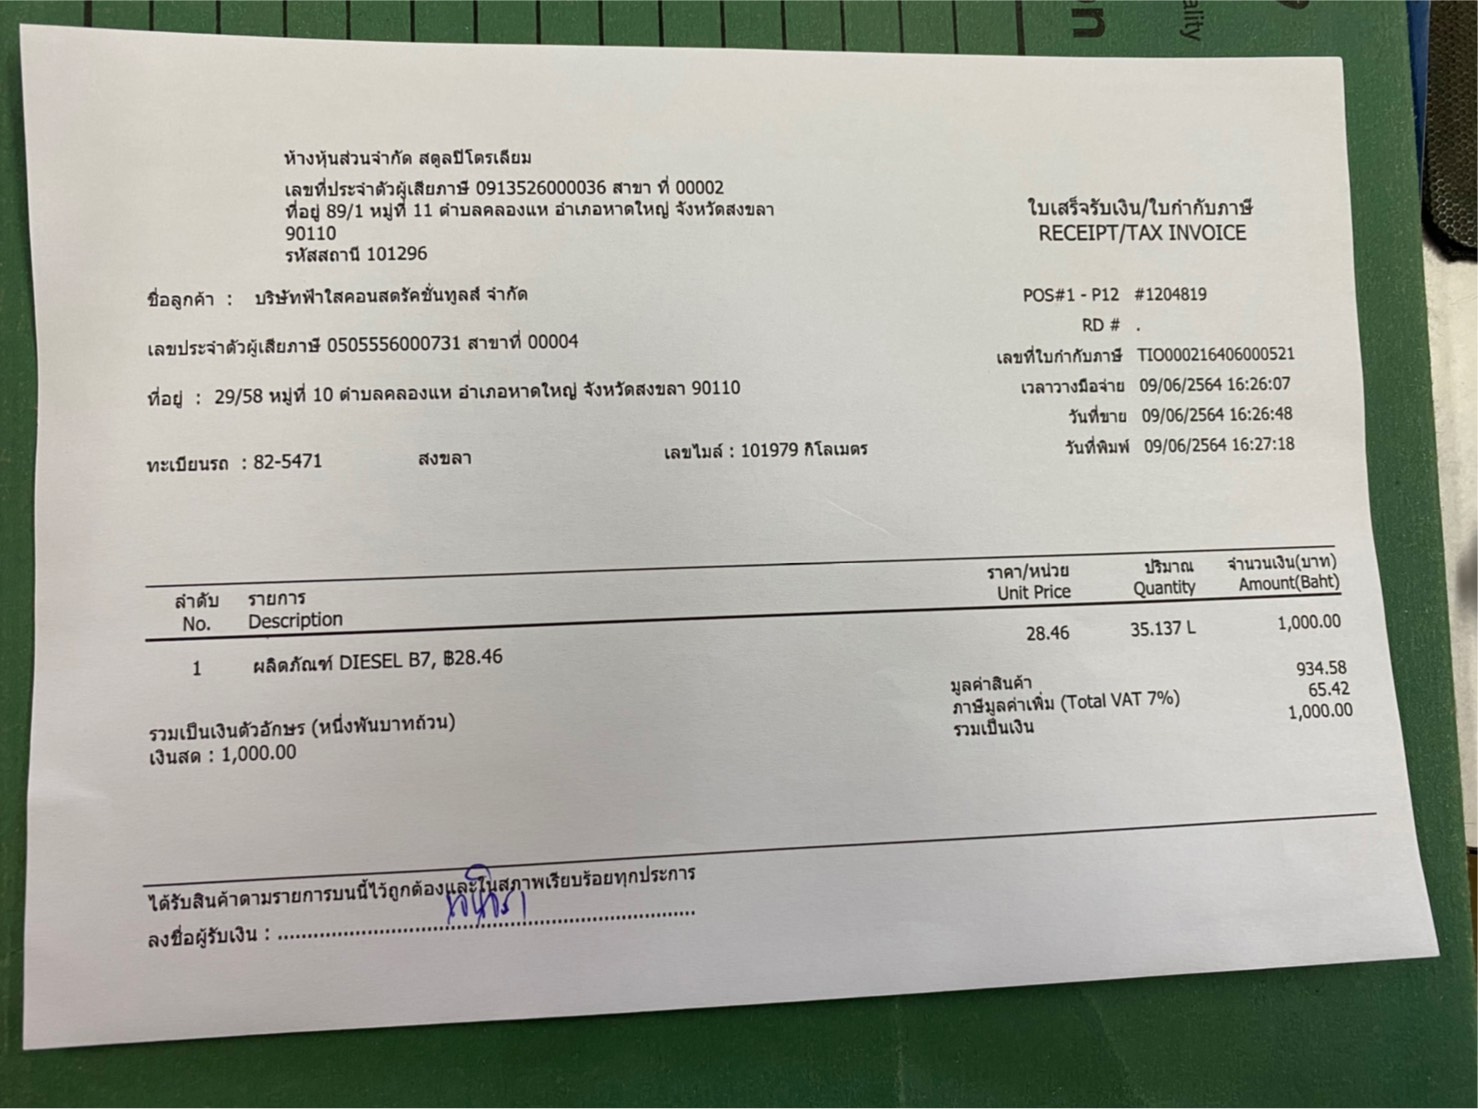 on
ality
ห้างหุ้นส่วนจำกัด สตูลปิโตรเลียม
เลขที่ประจำตัวผู้เสียภาษี 0913526000036 สาขา ที่ 00002
ที่อยู่ 89/1 หมู่ที่ 11 ตำบลคลองแห อำเภอหาดใหญ่ จังหวัดสงขลา
90110
รหัสสถานี 101296
ใบเสร็จรับเงิน/ใบกำกับภาษี
RECEIPT/TAX INVOICE
ชื่อลูกค้า : บริษัทฟ้าใสคอนสตรัคชั่นทูลส์ จำกัด
เลขประจำตัวผู้เสียภาษี 0505556000731 สาขาที่ 00004
ที่อยู่ : 29/58 หมู่ที่ 10 ตำบลคลองแห อำเภอหาดใหญ่ จังหวัดสงขลา 90110
ทะเบียนรถ : 82-5471 สงขลา เลขไมล์ : 101979 กิโลเมตร
POS#1 - P12 #1204819
RD # .
เลขที่ใบกำกับภาษี TIO000216406000521
เวลาวางมือจ่าย 09/06/2564 16:26:07
วันที่ขาย 09/06/2564 16:26:48
วันที่พิมพ์ 09/06/2564 16:27:18
ลำดับ รายการ ราคา/หน่วย ปริมาณ จำนวนเงิน(บาท)
No. Description Unit Price Quantity Amount(Baht)
1 ผลิตภัณฑ์ DIESEL B7, ฿28.46 28.46 35.137 L 1,000.00
มูลค่าสินค้า 934.58
ภาษีมูลค่าเพิ่ม (Total VAT 7%) 65.42
รวมเป็นเงิน 1,000.00
รวมเป็นเงินตัวอักษร (หนึ่งพันบาทถ้วน)
เงินสด : 1,000.00
ได้รับสินค้าตามรายการบนนี้ไว้ถูกต้องและในสภาพเรียบร้อยทุกประการ
ลงชื่อผู้รับเงิน : ......................................................................